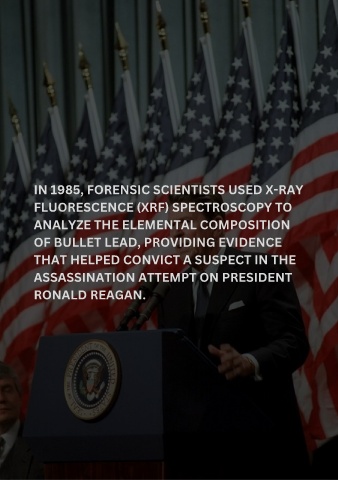 IN 1985, FORENSIC SCIENTISTS USED X-RAY
FLUORESCENCE (XRF) SPECTROSCOPY TO
ANALYZE THE ELEMENTAL COMPOSITION
OF BULLET LEAD, PROVIDING EVIDENCE
THAT HELPED CONVICT A SUSPECT IN THE
ASSASSINATION ATTEMPT ON PRESIDENT
RONALD REAGAN.